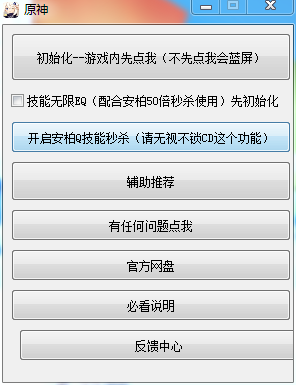 原神
初始化--游戏内先点我（不先点我会蓝屏）
技能无限EQ（配合安柏50倍秒杀使用）先初始化
开启安柏Q技能秒杀（请无视不锁CD这个功能）
辅助推荐
有任何问题点我
官方网盘
必看说明
反馈中心